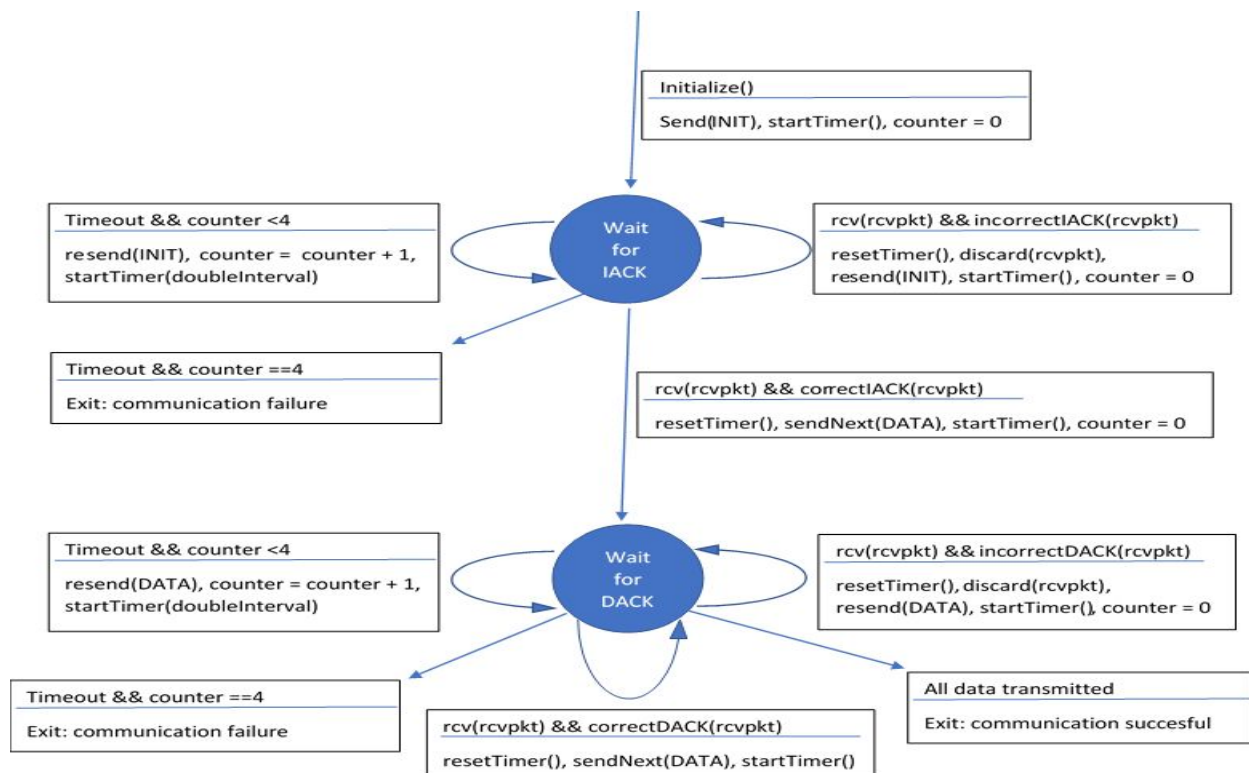 Initialize()
Send(INIT), startTimer(), counter = 0
Timeout && counter <4
resend(INIT), counter = counter + 1,
startTimer(doubleInterval)
Wait
for
IACK
rcv(rcvpkt) && incorrectIACK(rcvpkt)
resetTimer(), discard(rcvpkt),
resend(INIT), startTimer(), counter = 0
Timeout && counter ==4
Exit: communication failure
rcv(rcvpkt) && correctIACK(rcvpkt)
resetTimer(), sendNext(DATA), startTimer(), counter = 0
Timeout && counter <4
resend(DATA), counter = counter + 1,
startTimer(doubleInterval)
Wait
for
DACK
rcv(rcvpkt) && incorrectDACK(rcvpkt)
resetTimer(), discard(rcvpkt),
resend(DATA), startTimer(), counter = 0
Timeout && counter ==4
Exit: communication failure
rcv(rcvpkt) && correctDACK(rcvpkt)
resetTimer(), sendNext(DATA), startTimer()
All data transmitted
Exit: communication succesful